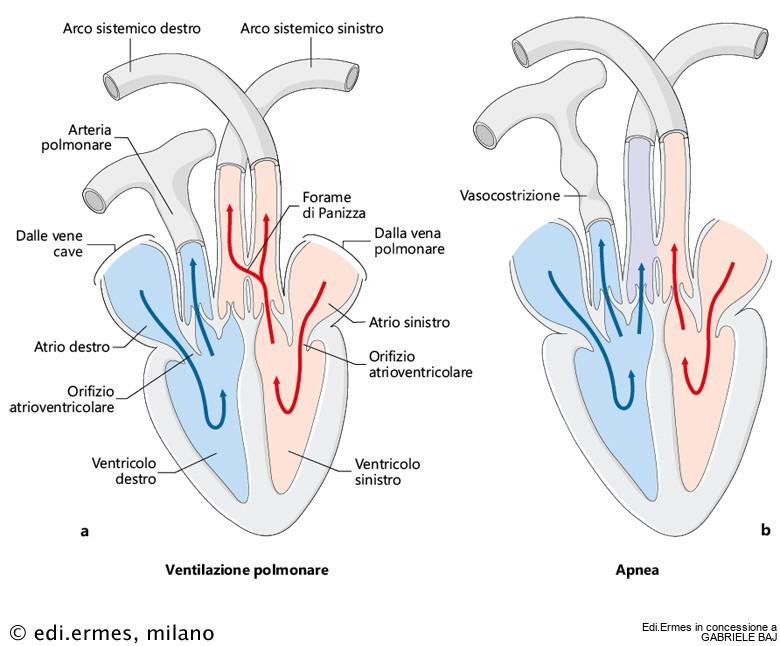 Arco sistemico destro
Arco sistemico sinistro
Arteria
polmonare
Forame
di Panizza
Dalle vene
cave
Dalla vena
polmonare
Atrio destro
Atrio sinistro
Orifizio
atrioventricolare
Orifizio
atrioventricolare
Ventricolo
destro
Ventricolo
sinistro
a
Ventilazione polmonare
Vasocostrizione
b
Apnea
© edi.ermes, milano
Edi.Ermes in concessione a
GABRIELE BAJ